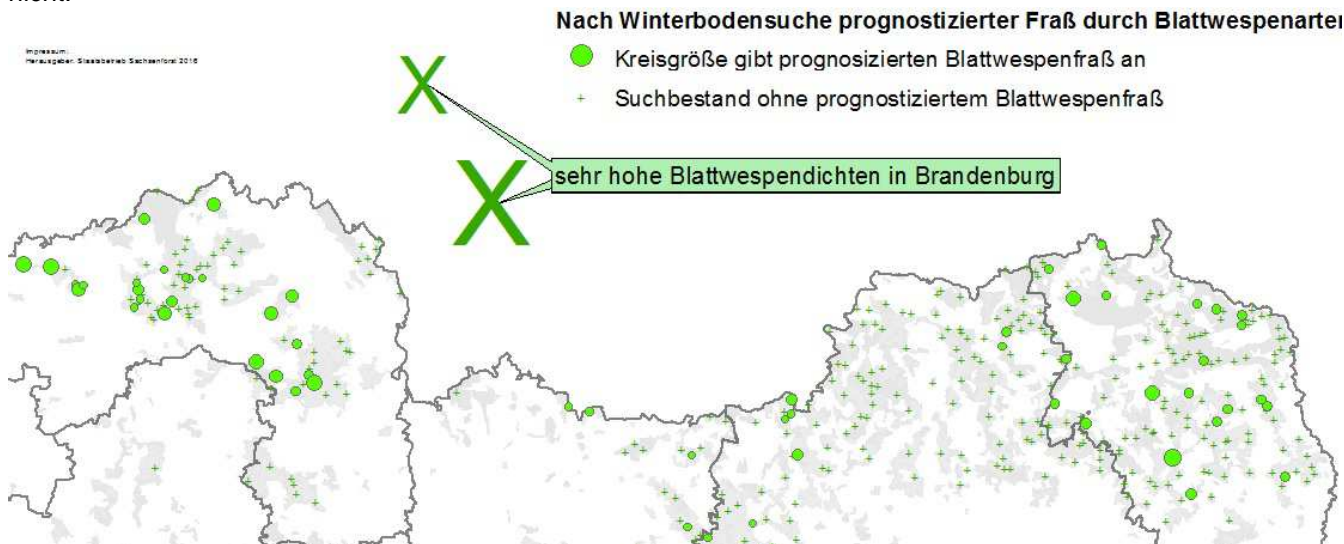 nicht.
Nach Winterbodensuche prognostizierter Fraß durch Blattwespenarten
Impressum:
Herausgeber: Staatsbetrieb Sachsenforst 2016
Kreisgröße gibt prognosizierten Blattwespenfraß an
Suchbestand ohne prognostiziertem Blattwespenfraß
sehr hohe Blattwespendichten in Brandenburg